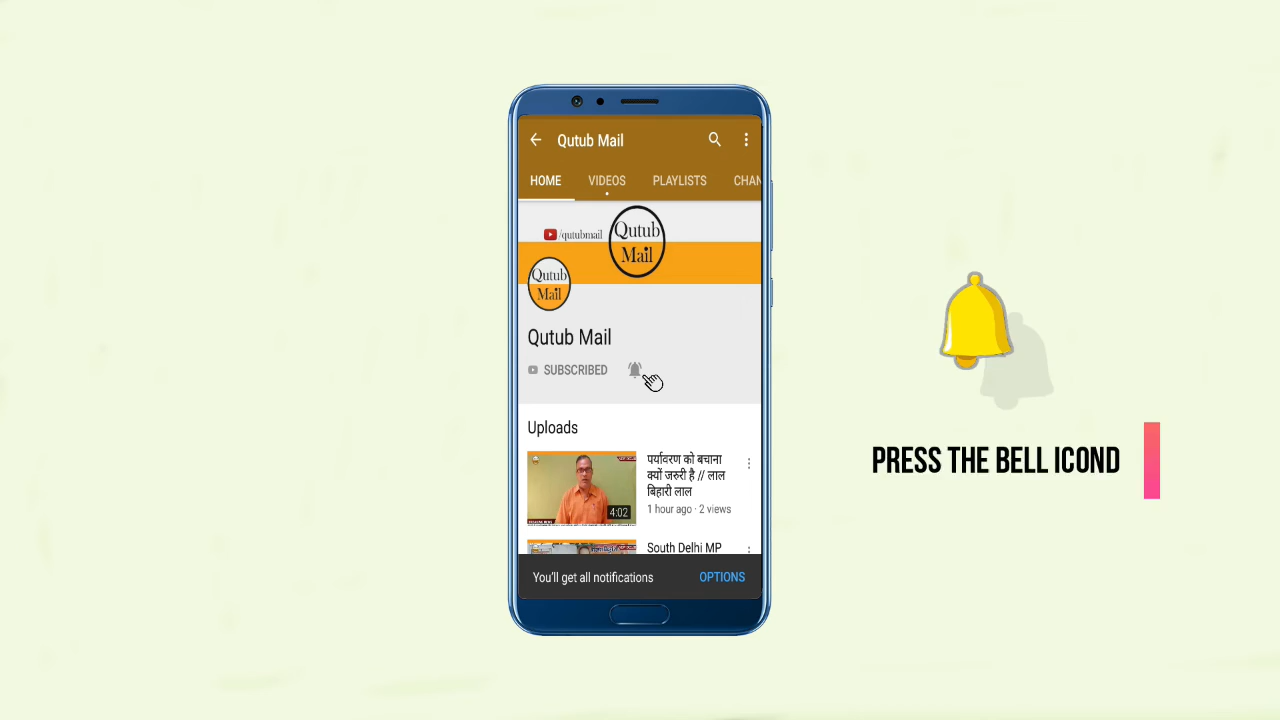 Qutub Mail
HOME VIDEOS PLAYLISTS CHAN
/qutubmail
Qutub
Mail
Qutub
Mail
Qutub Mail
SUBSCRIBED
Uploads
पर्यावरण को बचाना
क्यों जरुरी है // लाल
बिहारी लाल
1 hour ago · 2 views
4:02
South Delhi MP
You'll get all notifications OPTIONS
PRESS THE BELL ICOND